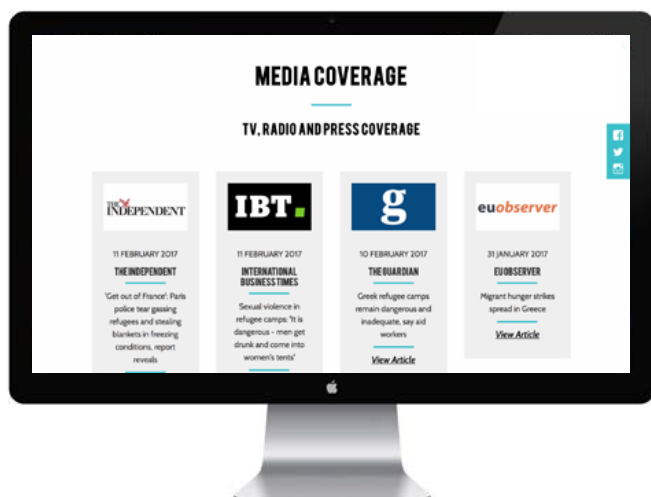 MEDIA COVERAGE
TV, RADIO AND PRESS COVERAGE
THE
INDEPENDENT
11 FEBRUARY 2017
THE INDEPENDENT
'Get out of France': Paris
police tear gassing
refugees and stealing
blankets in freezing
conditions, report
reveals
IBT.
11 FEBRUARY 2017
INTERNATIONAL
BUSINESS TIMES
Sexual violence in
refugee camps: 'It is
dangerous - men get
drunk and come into
women's tents'
g
10 FEBRUARY 2017
THE GUARDIAN
Greek refugee camps
remain dangerous and
inadequate, say aid
workers
View Article
euobserver
31 JANUARY 2017
EU OBSERVER
Migrant hunger strikes
spread in Greece
View Article